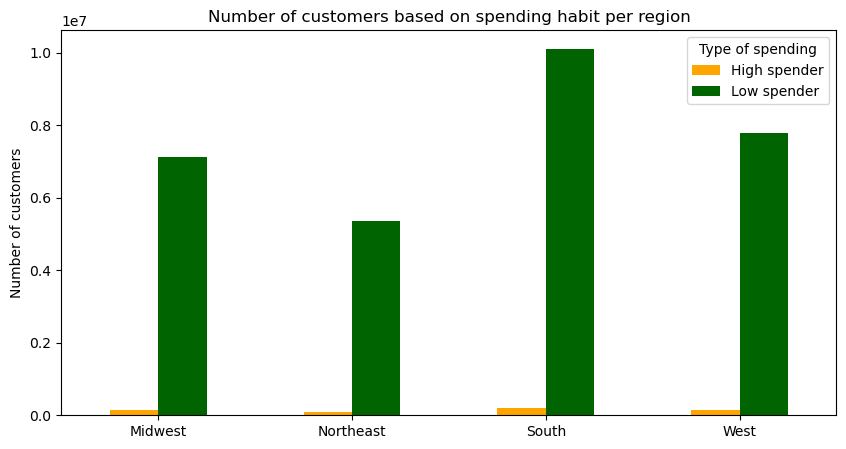 Number of customers based on spending habit per region
1e7
Type of spending
High spender
Low spender
Number of customers
1.0
0.8
0.6
0.4
0.2
0.0
Midwest Northeast South West